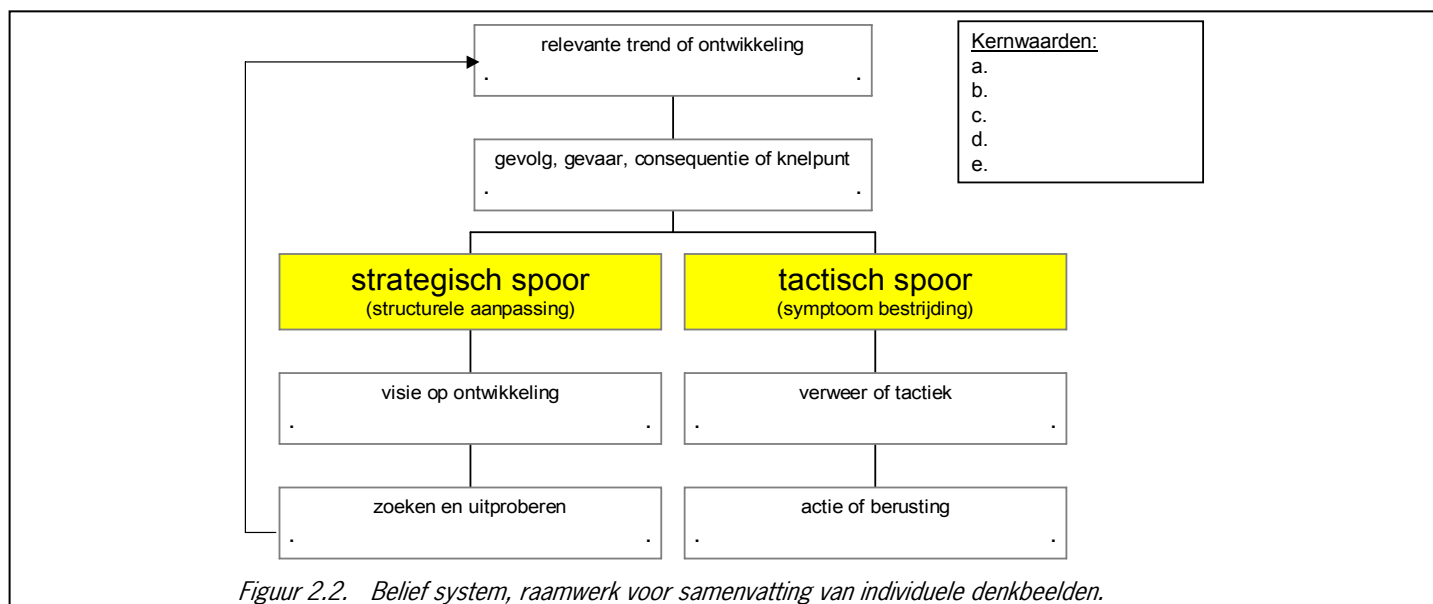 relevante trend of ontwikkeling
. .
Kernwaarden:
a.
b.
c.
d.
e.
gevolg, gevaar, consequentie of knelpunt
. .
strategisch spoor
(structurele aanpassing)
tactisch spoor
(symptoom bestrijding)
visie op ontwikkeling
. .
verweer of tactiek
. .
zoeken en uitproberen
. .
actie of berusting
. .
Figuur 2.2. Belief system, raamwerk voor samenvatting van individuele denkbeelden.